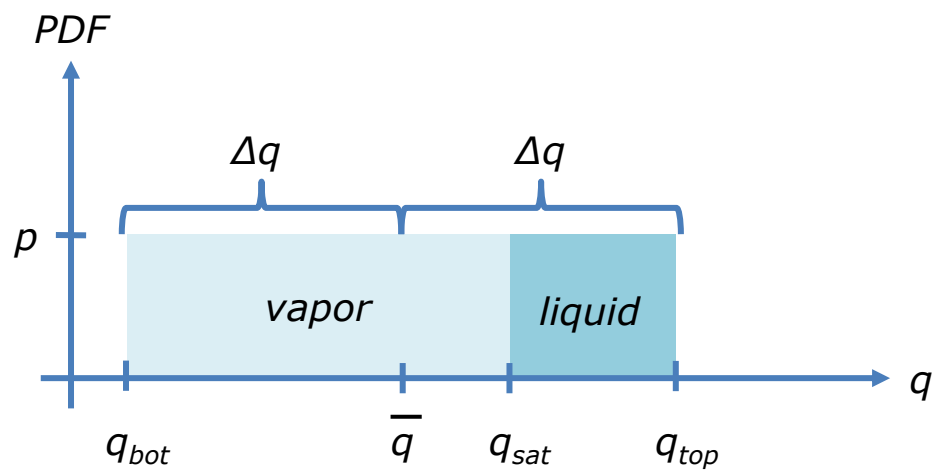 PDF
Δq Δq
p
vapor liquid
q
q_bot q̅ q_sat q_top